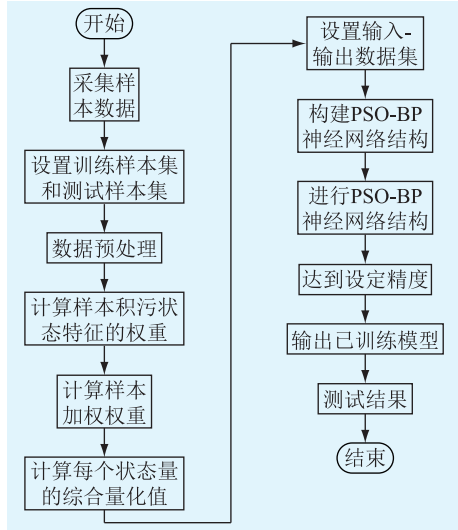 开始
采集样
本数据
设置训练样本集
和测试样本集
数据预处理
计算样本积污状
态特征的权重
计算样本
加权权重
计算每个状态量
的综合量化值
设置输入-
输出数据集
构建PSO-BP
神经网络结构
进行PSO-BP
神经网络结构
达到设定精度
输出已训练模型
测试结果
结束